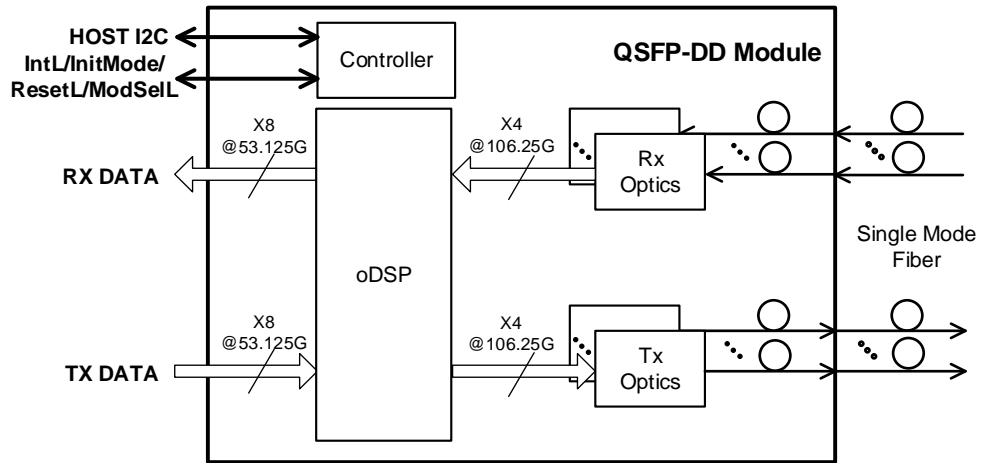 HOST I2C
IntL/InitMode/
ResetL/ModSelL
Controller
QSFP-DD Module
X8
@53.125G
X4
@106.25G
RX DATA
Rx
Optics
Single Mode
Fiber
oDSP
X8
@53.125G
X4
@106.25G
TX DATA
Tx
Optics